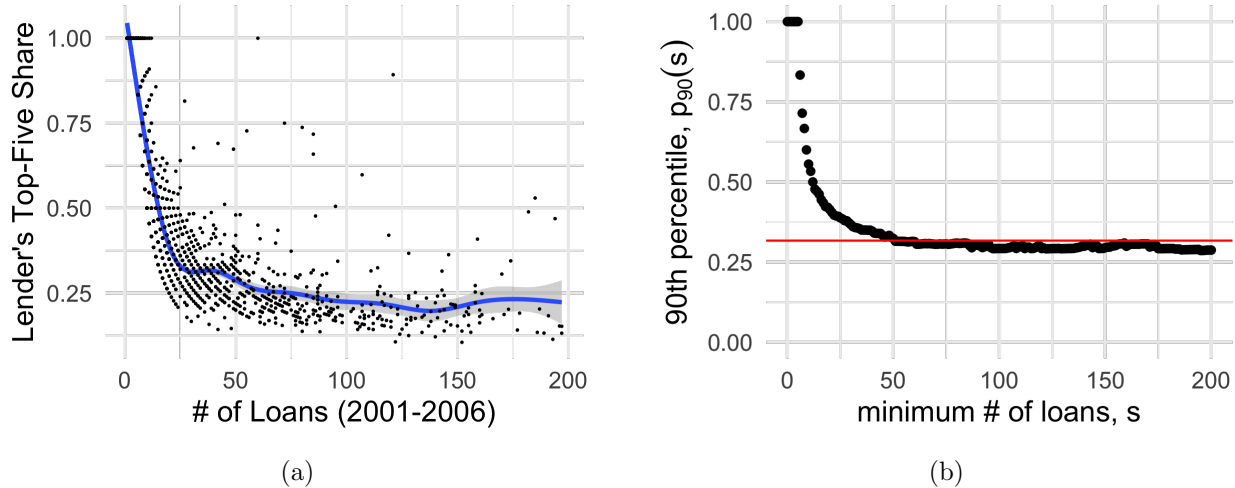 Lender's Top-Five Share
1.00
0.75
0.50
0.25
0 50 100 150 200
# of Loans (2001-2006)
(a)
90th percentile, p90(s)
1.00
0.75
0.50
0.25
0.00
0 50 100 150 200
minimum # of loans, s
(b)